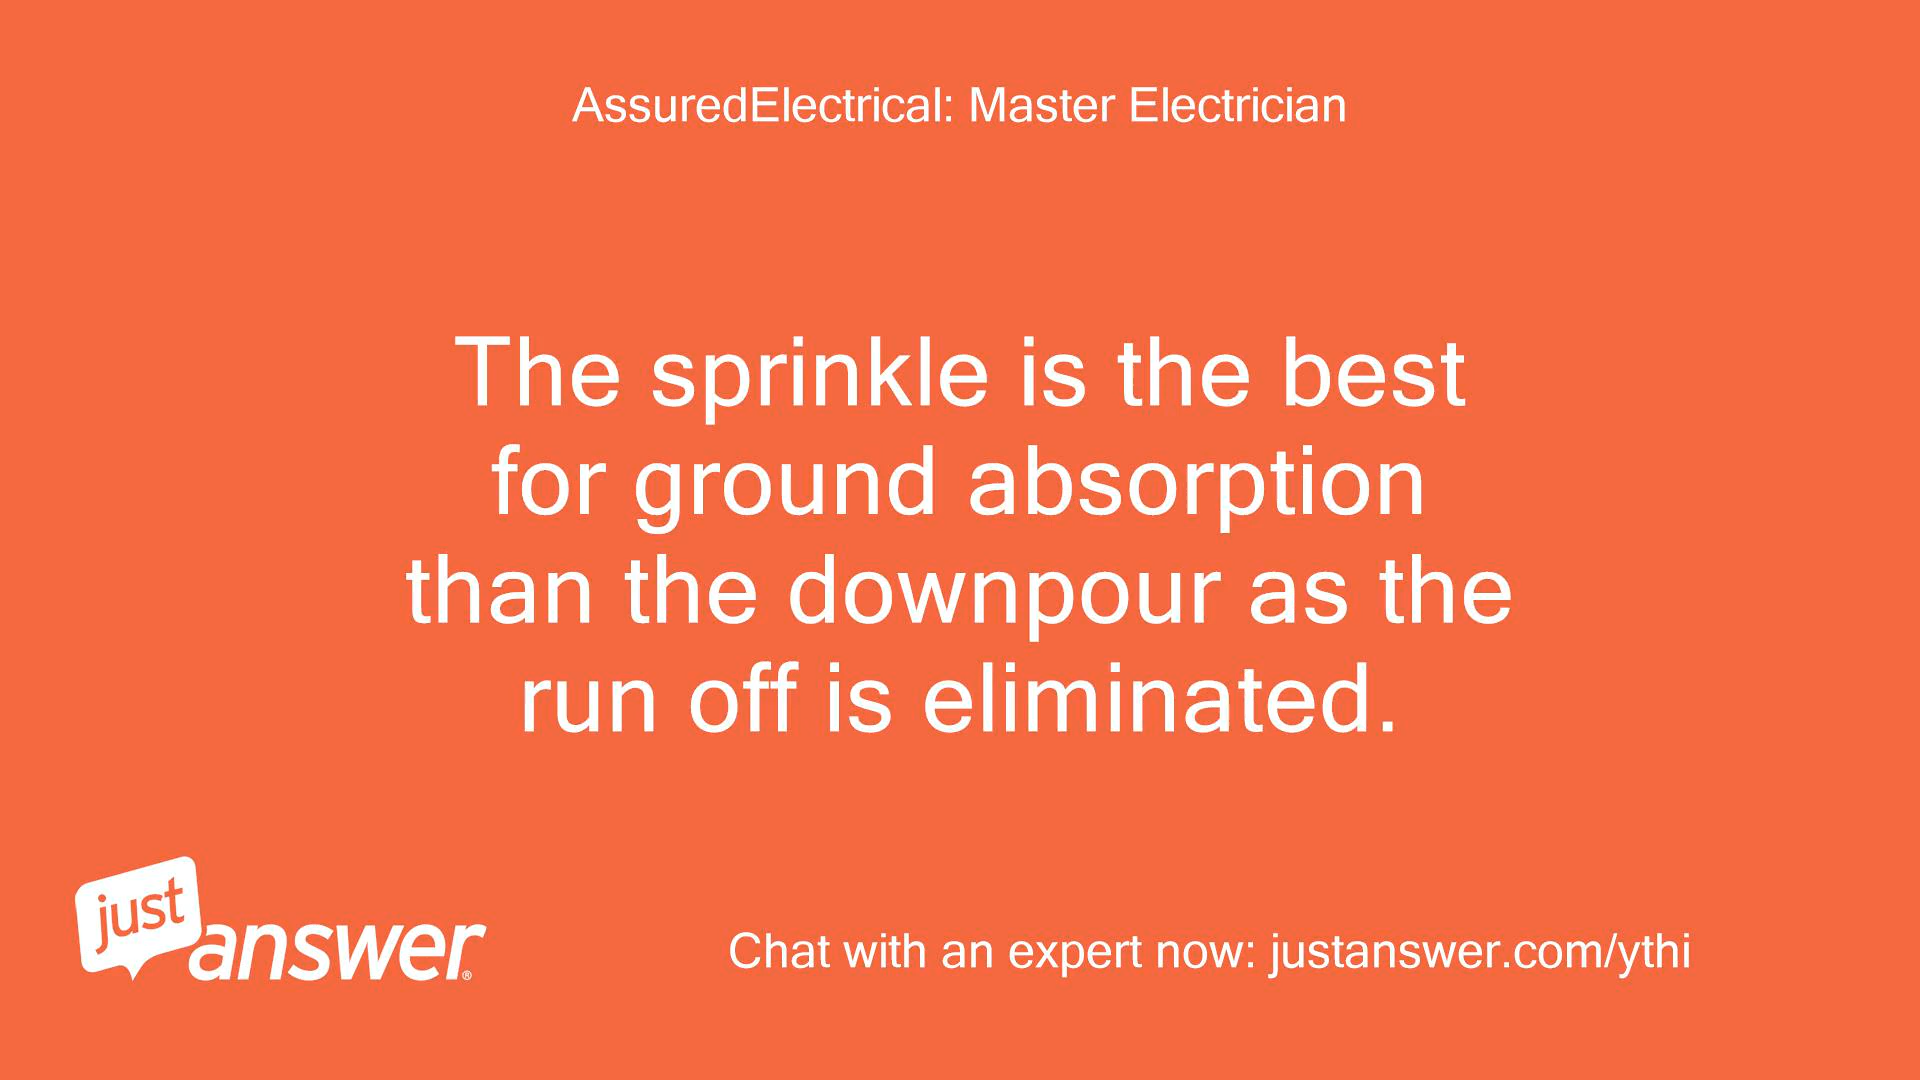 AssuredElectrical: Master Electrician
The sprinkle is the best
for ground absorption
than the downpour as the
run off is eliminated.
just
answer®
Chat with an expert now: justanswer.com/ythi